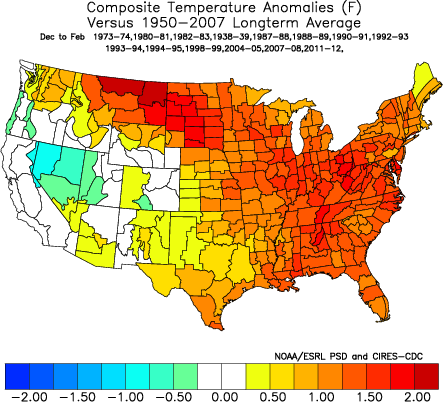 Composite Temperature Anomalies (F)
Versus 1950−2007 Longterm Average
Dec to Feb 1973−74,1980−81,1982−83,1938−39,1987−88,1988−89,1990−91,1992−93
1993−94,1994−95,1998−99,2004−05,2007−08,2011−12,
NOAA/ESRL PSD and CIRES−CDC
−2.00 −1.50 −1.00 −0.50 0.00 0.50 1.00 1.50 2.00